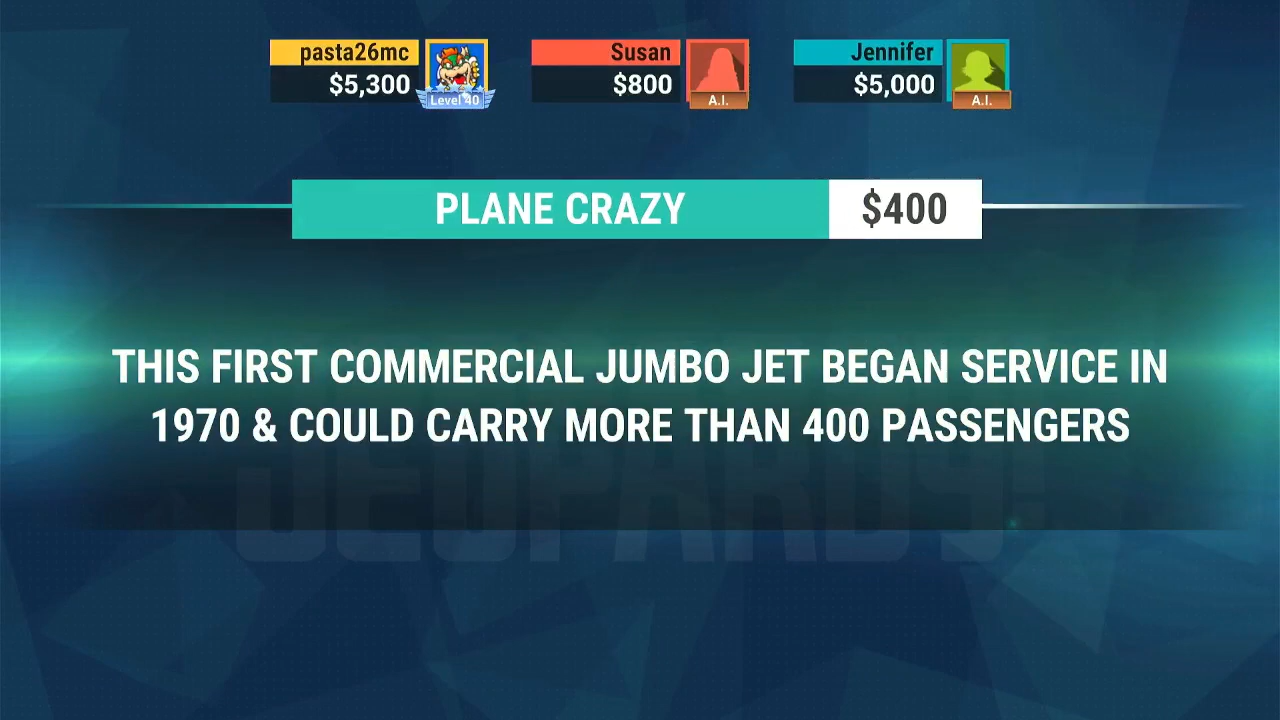 pasta26mc
$5,300
Level 40
Susan
$800
A.I.
Jennifer
$5,000
A.I.
PLANE CRAZY
$400
THIS FIRST COMMERCIAL JUMBO JET BEGAN SERVICE IN
1970 & COULD CARRY MORE THAN 400 PASSENGERS
JEOPARDY!